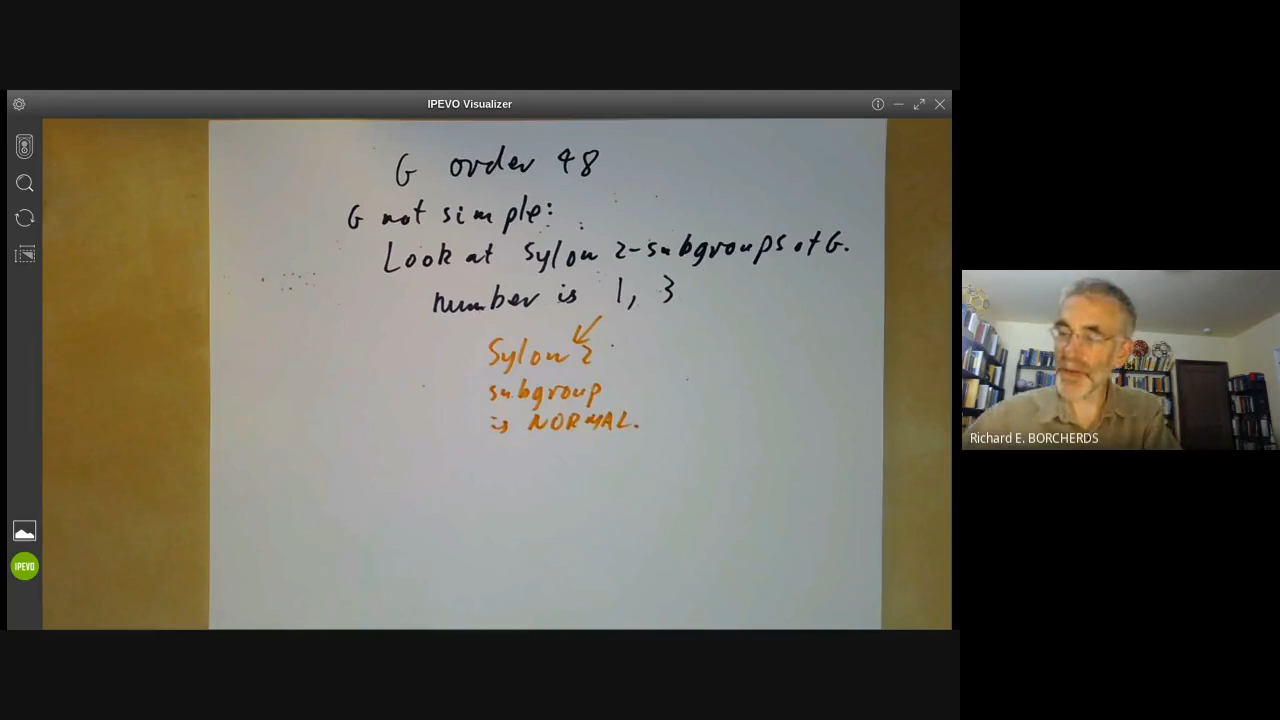 IPEVO Visualizer
G order 48
G not simple:
Look at Sylow 2-subgroups of G.
number is 1, 3
Sylow 2
subgroup
is NORMAL.
IPEVO
Richard E. BORCHERDS